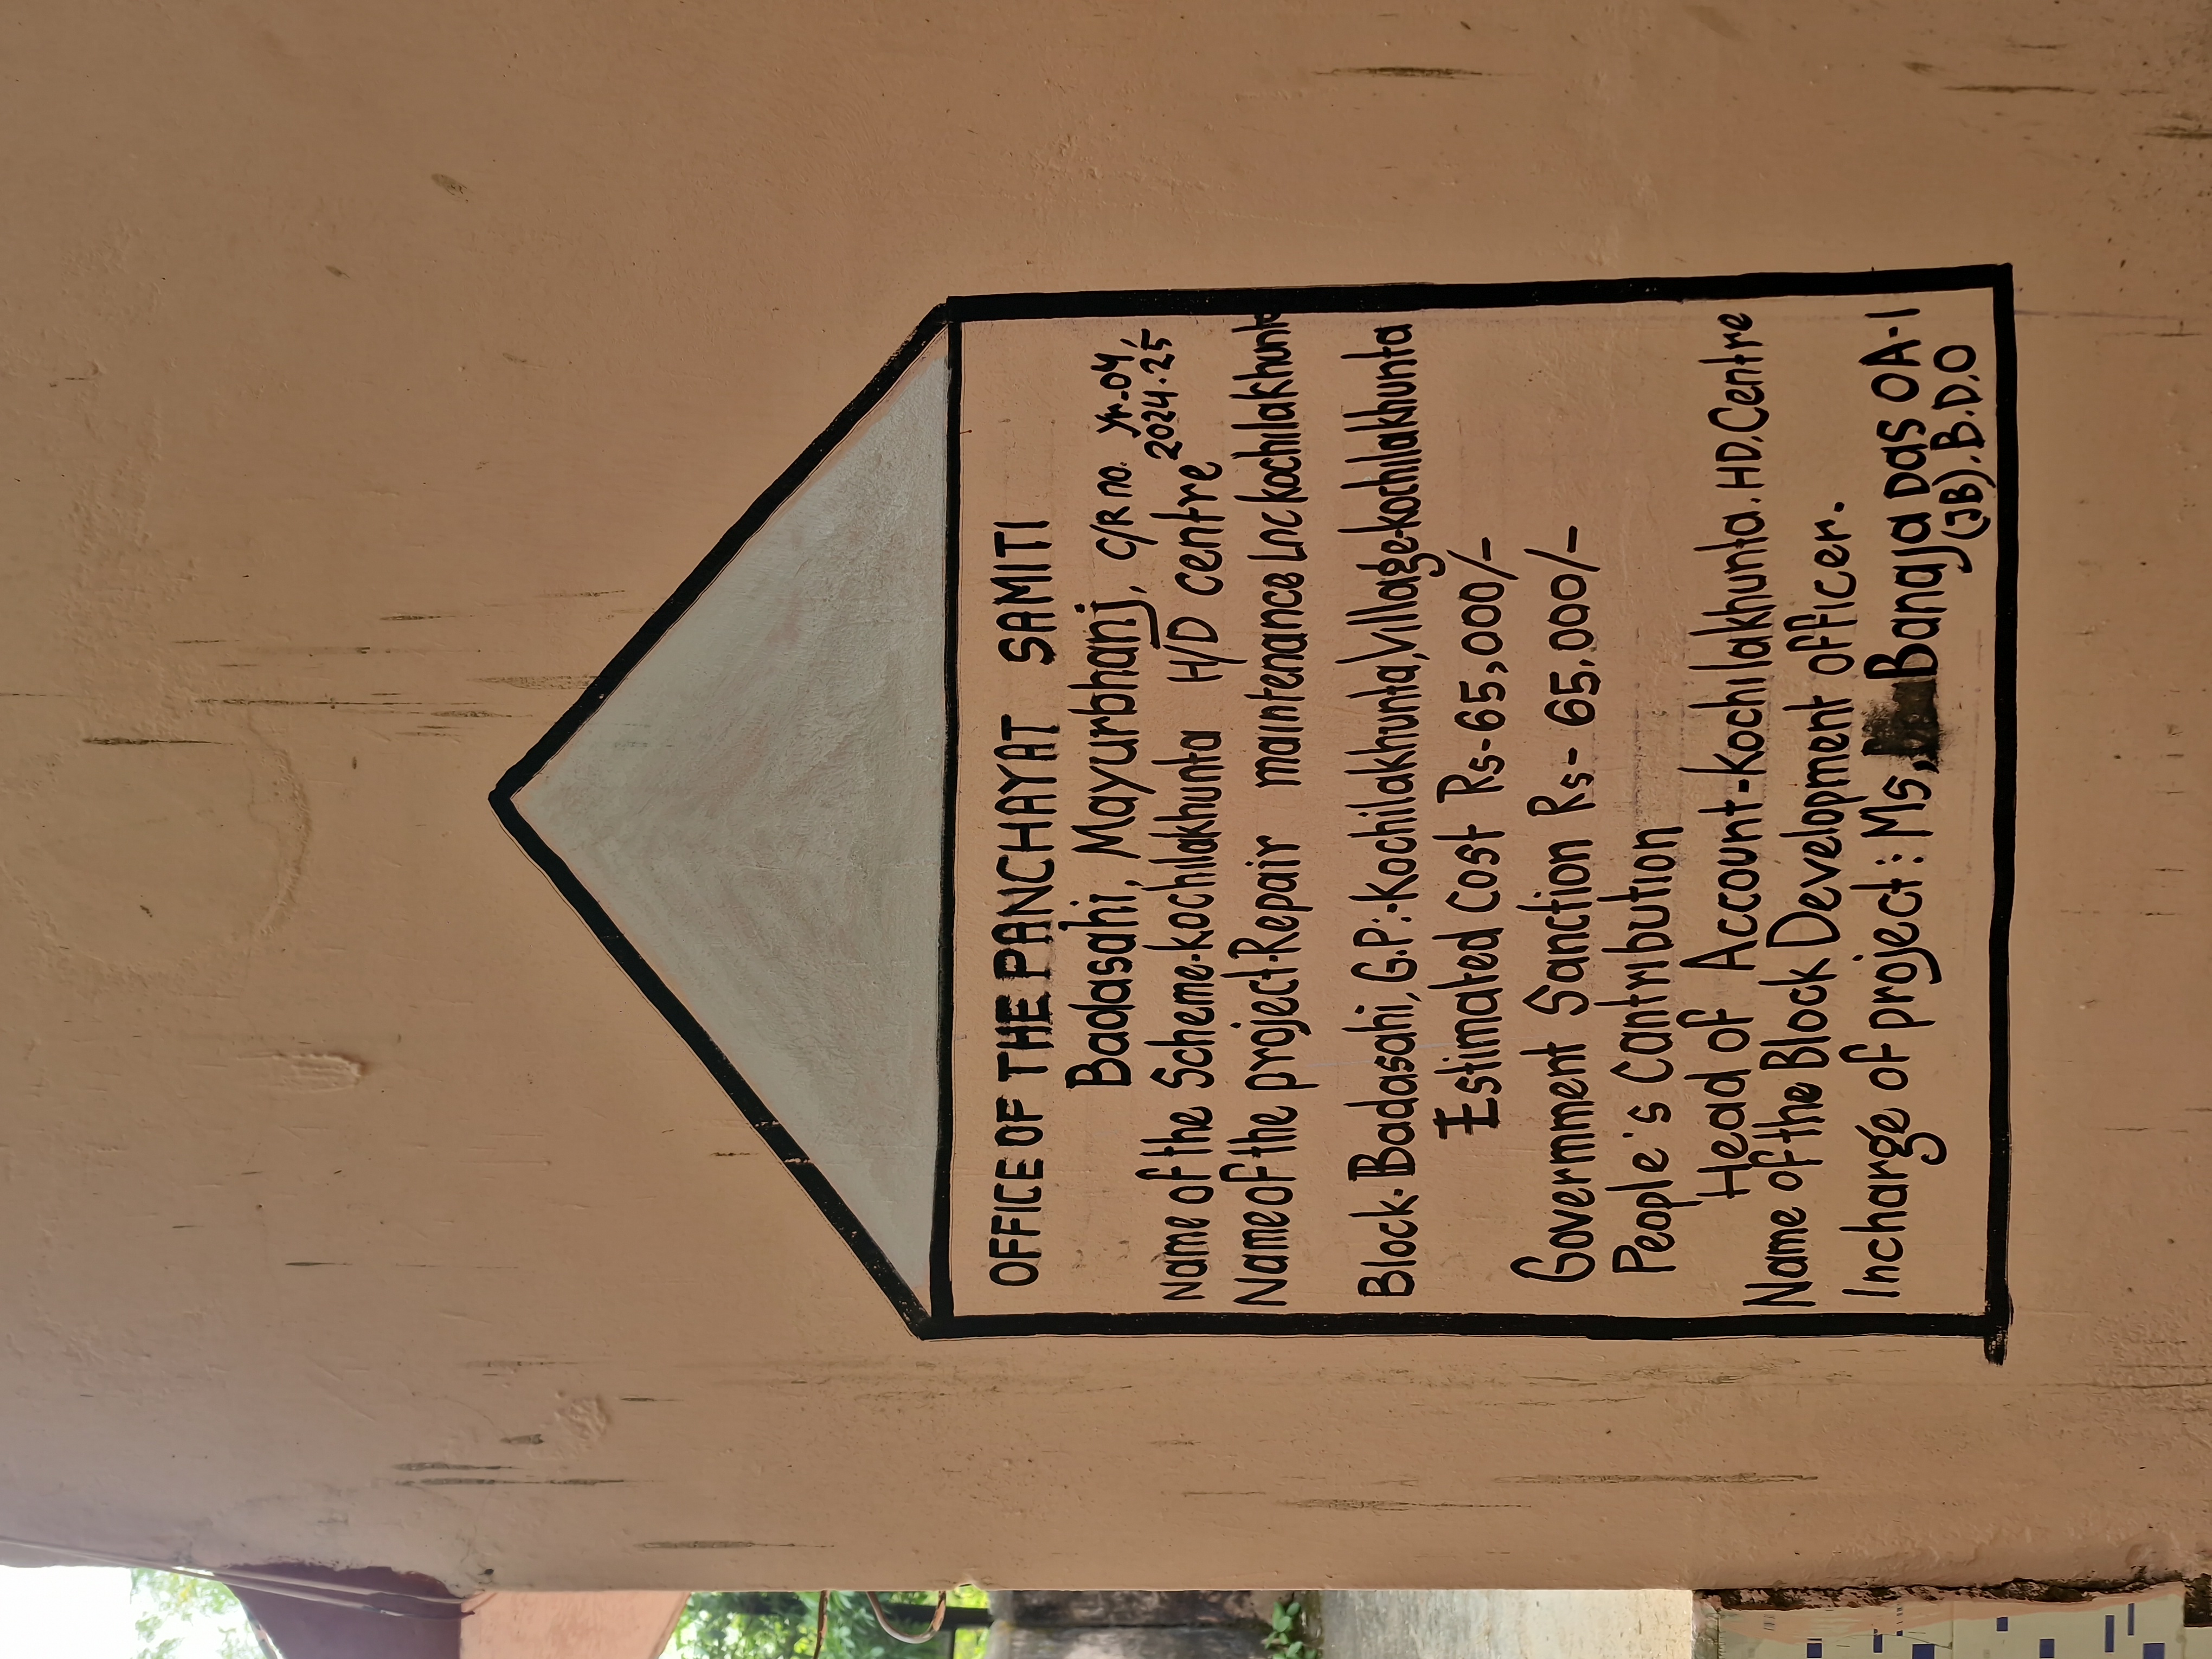 OFFICE OF THE PANCHAYAT SAMITI
Badasahi, Mayurbhanj, C/R no. Yr-04,
2024.25
Name of the Scheme-kochilakhunta H/D centre
Name of the project-Repair maintenance Lnc kochilakhunta
Block-Badasahi, G.P:-Kochilakhunta, Village-kochilakhunta
Estimated Cost Rs-65,000/-
Government Sanction Rs-65,000/-
People's Cantribution
Head of Account-kochilakhunta.HD.Centre
Name of the Block Development officer.
Incharge of project: Ms. Banaja Das OA-1
(JB).B.D.O